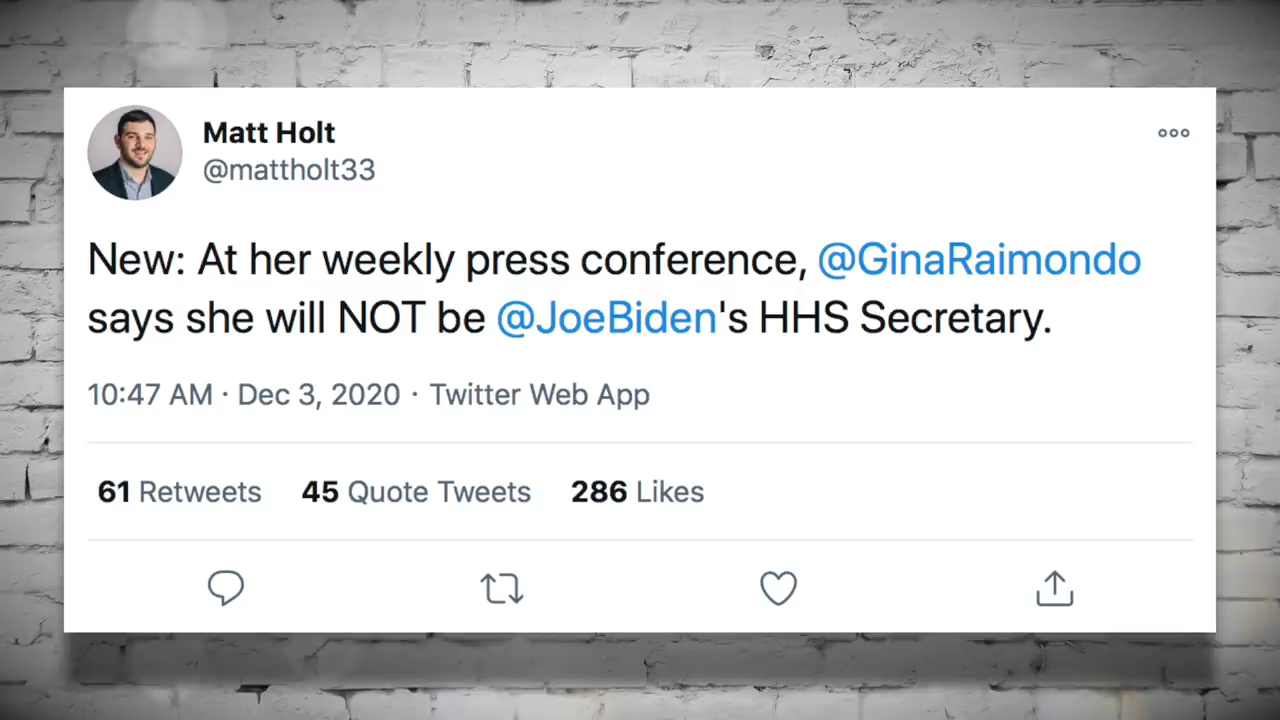 Matt Holt
@mattholt33
New: At her weekly press conference, @GinaRaimondo
says she will NOT be @JoeBiden's HHS Secretary.
10:47 AM · Dec 3, 2020 · Twitter Web App
61 Retweets 45 Quote Tweets 286 Likes